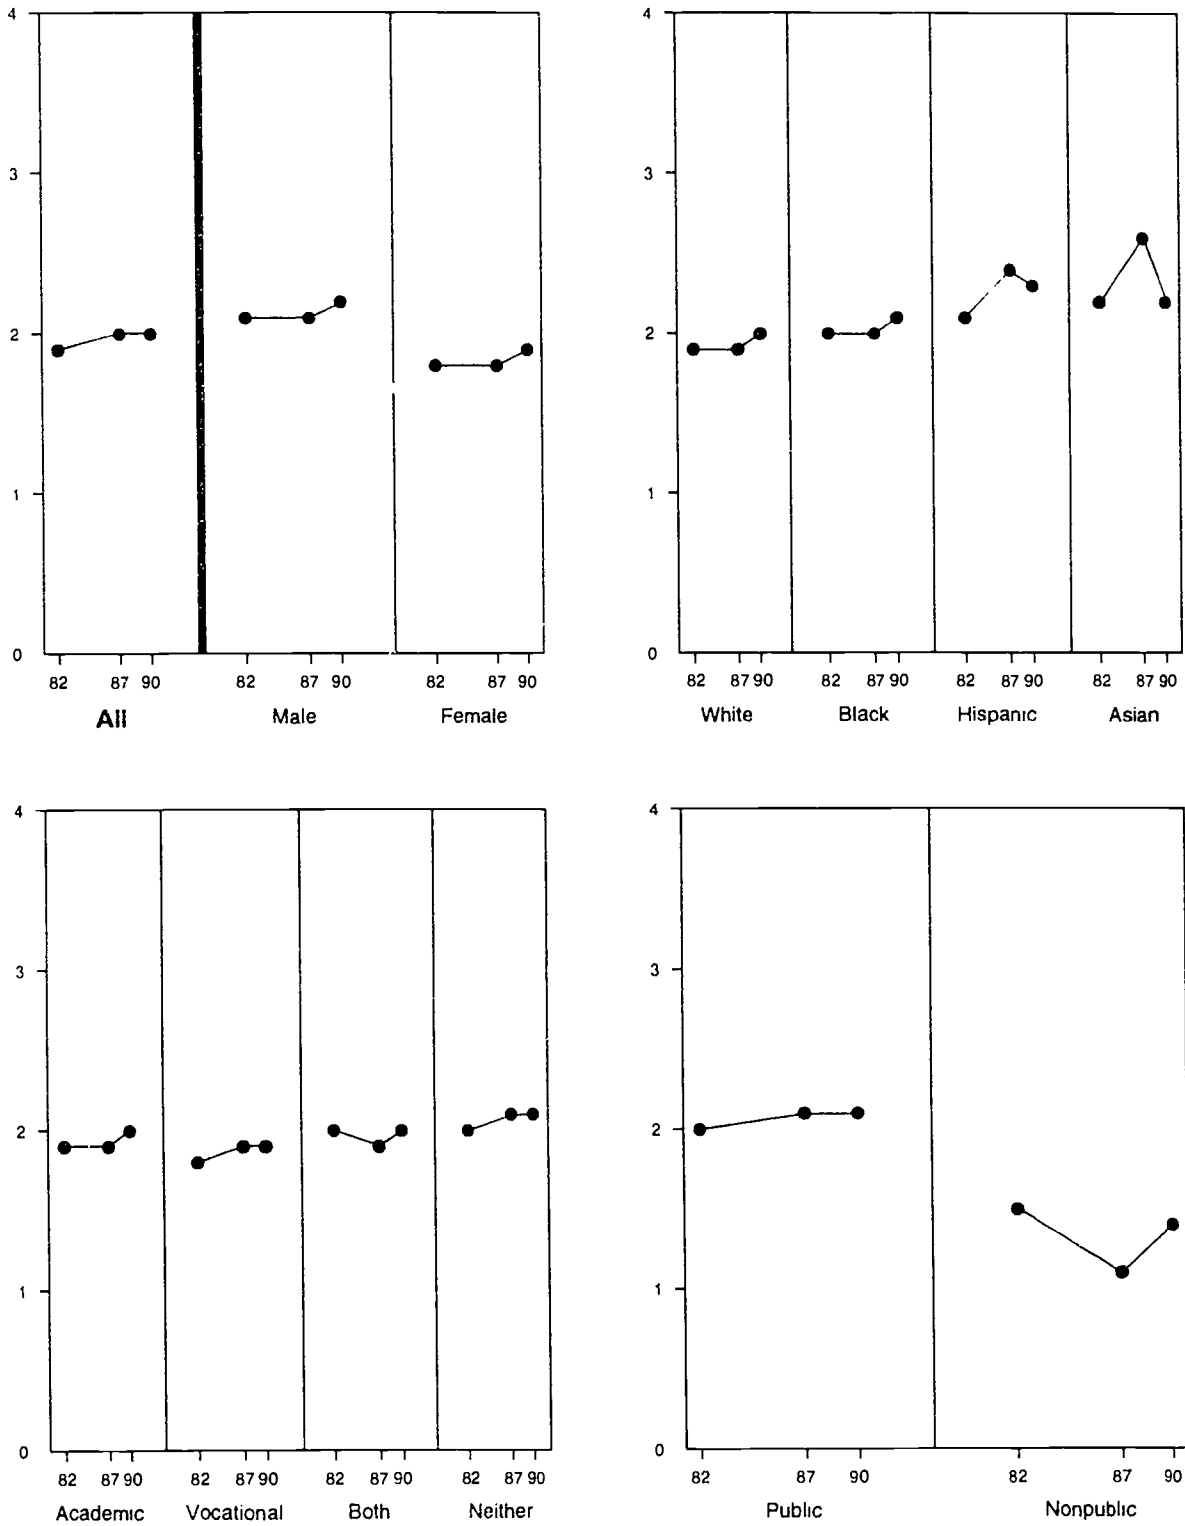 4
3
2
1
0
82 87 90 82 87 90 82 87 90
All Male Female
4
3
2
1
0
82 87 90 82 87 90 82 87 90 82 87 90
White Black Hispanic Asian
4
3
2
1
0
82 87 90 82 87 90 82 87 90 82 87 90
Academic Vocational Both Neither
4
3
2
1
0
82 87 90 82 87 90
Public Nonpublic